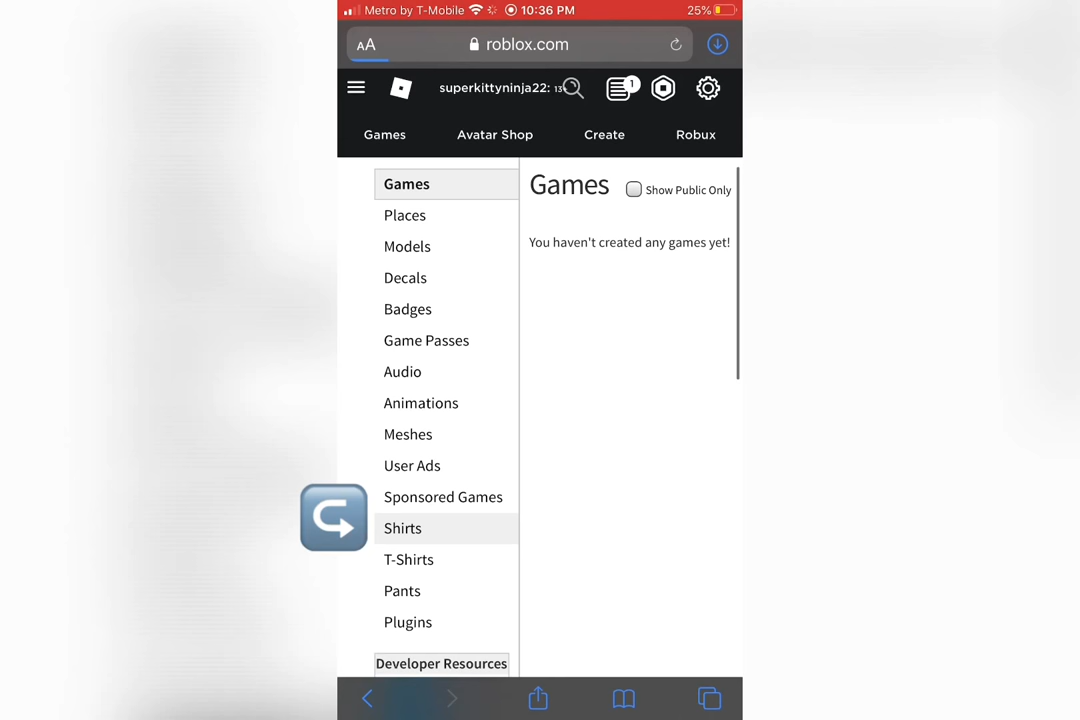 Metro by T-Mobile 10:36 PM 25%
AA roblox.com
superkittyninja22: 13+ 1
Games Avatar Shop Create Robux
Games
Games Show Public Only
Places
You haven't created any games yet!
Models
Decals
Badges
Game Passes
Audio
Animations
Meshes
User Ads
Sponsored Games
Shirts
T-Shirts
Pants
Plugins
Developer Resources